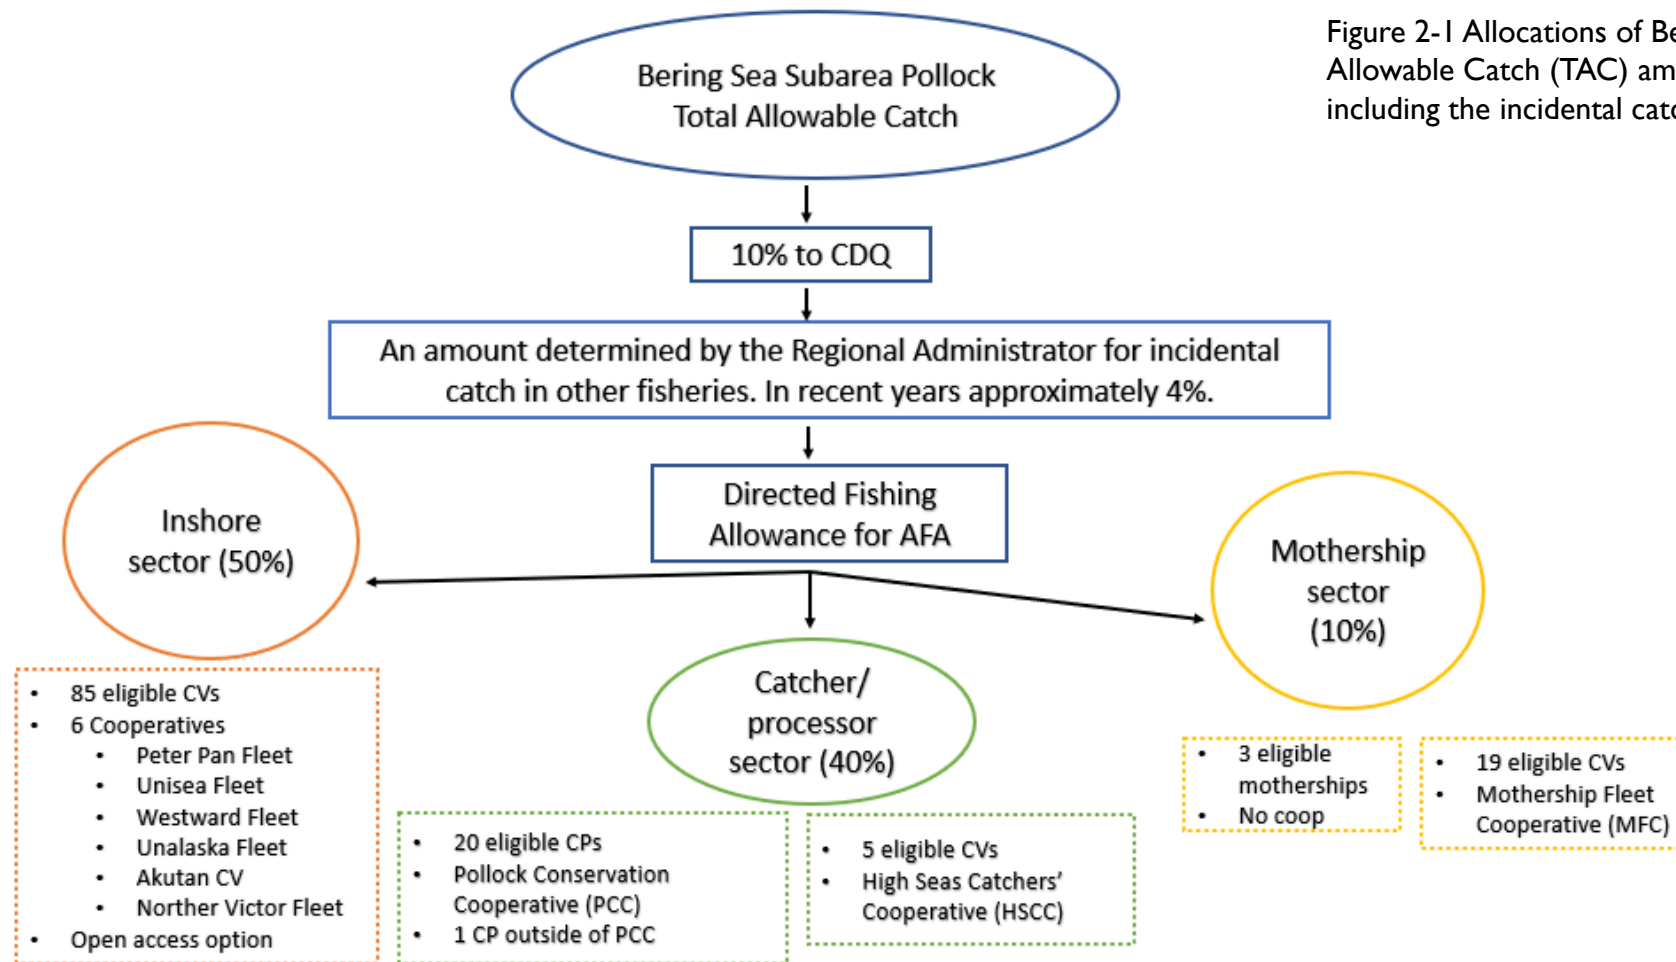 Figure 2-1 Allocations of
Allowable Catch (TAC)
including the incidental
Bering Sea Subarea Pollock
Total Allowable Catch
10% to CDQ
An amount determined by the Regional Administrator for incidental
catch in other fisheries. In recent years approximately 4%.
Directed Fishing
Allowance for AFA
Inshore
sector (50%)
• 85 eligible CVs
• 6 Cooperatives
• Peter Pan Fleet
• Unisea Fleet
• Westward Fleet
• Unalaska Fleet
• Akutan CV
• Norther Victor Fleet
• Open access option
Catcher/
processor
sector (40%)
• 20 eligible CPs
• Pollock Conservation
Cooperative (PCC)
• 1 CP outside of PCC
• 5 eligible CVs
• High Seas Catchers'
Cooperative (HSCC)
Mothership
sector
(10%)
• 3 eligible
motherships
• No coop
• 19 eligible CVs
• Mothership Fleet
Cooperative (MFC)